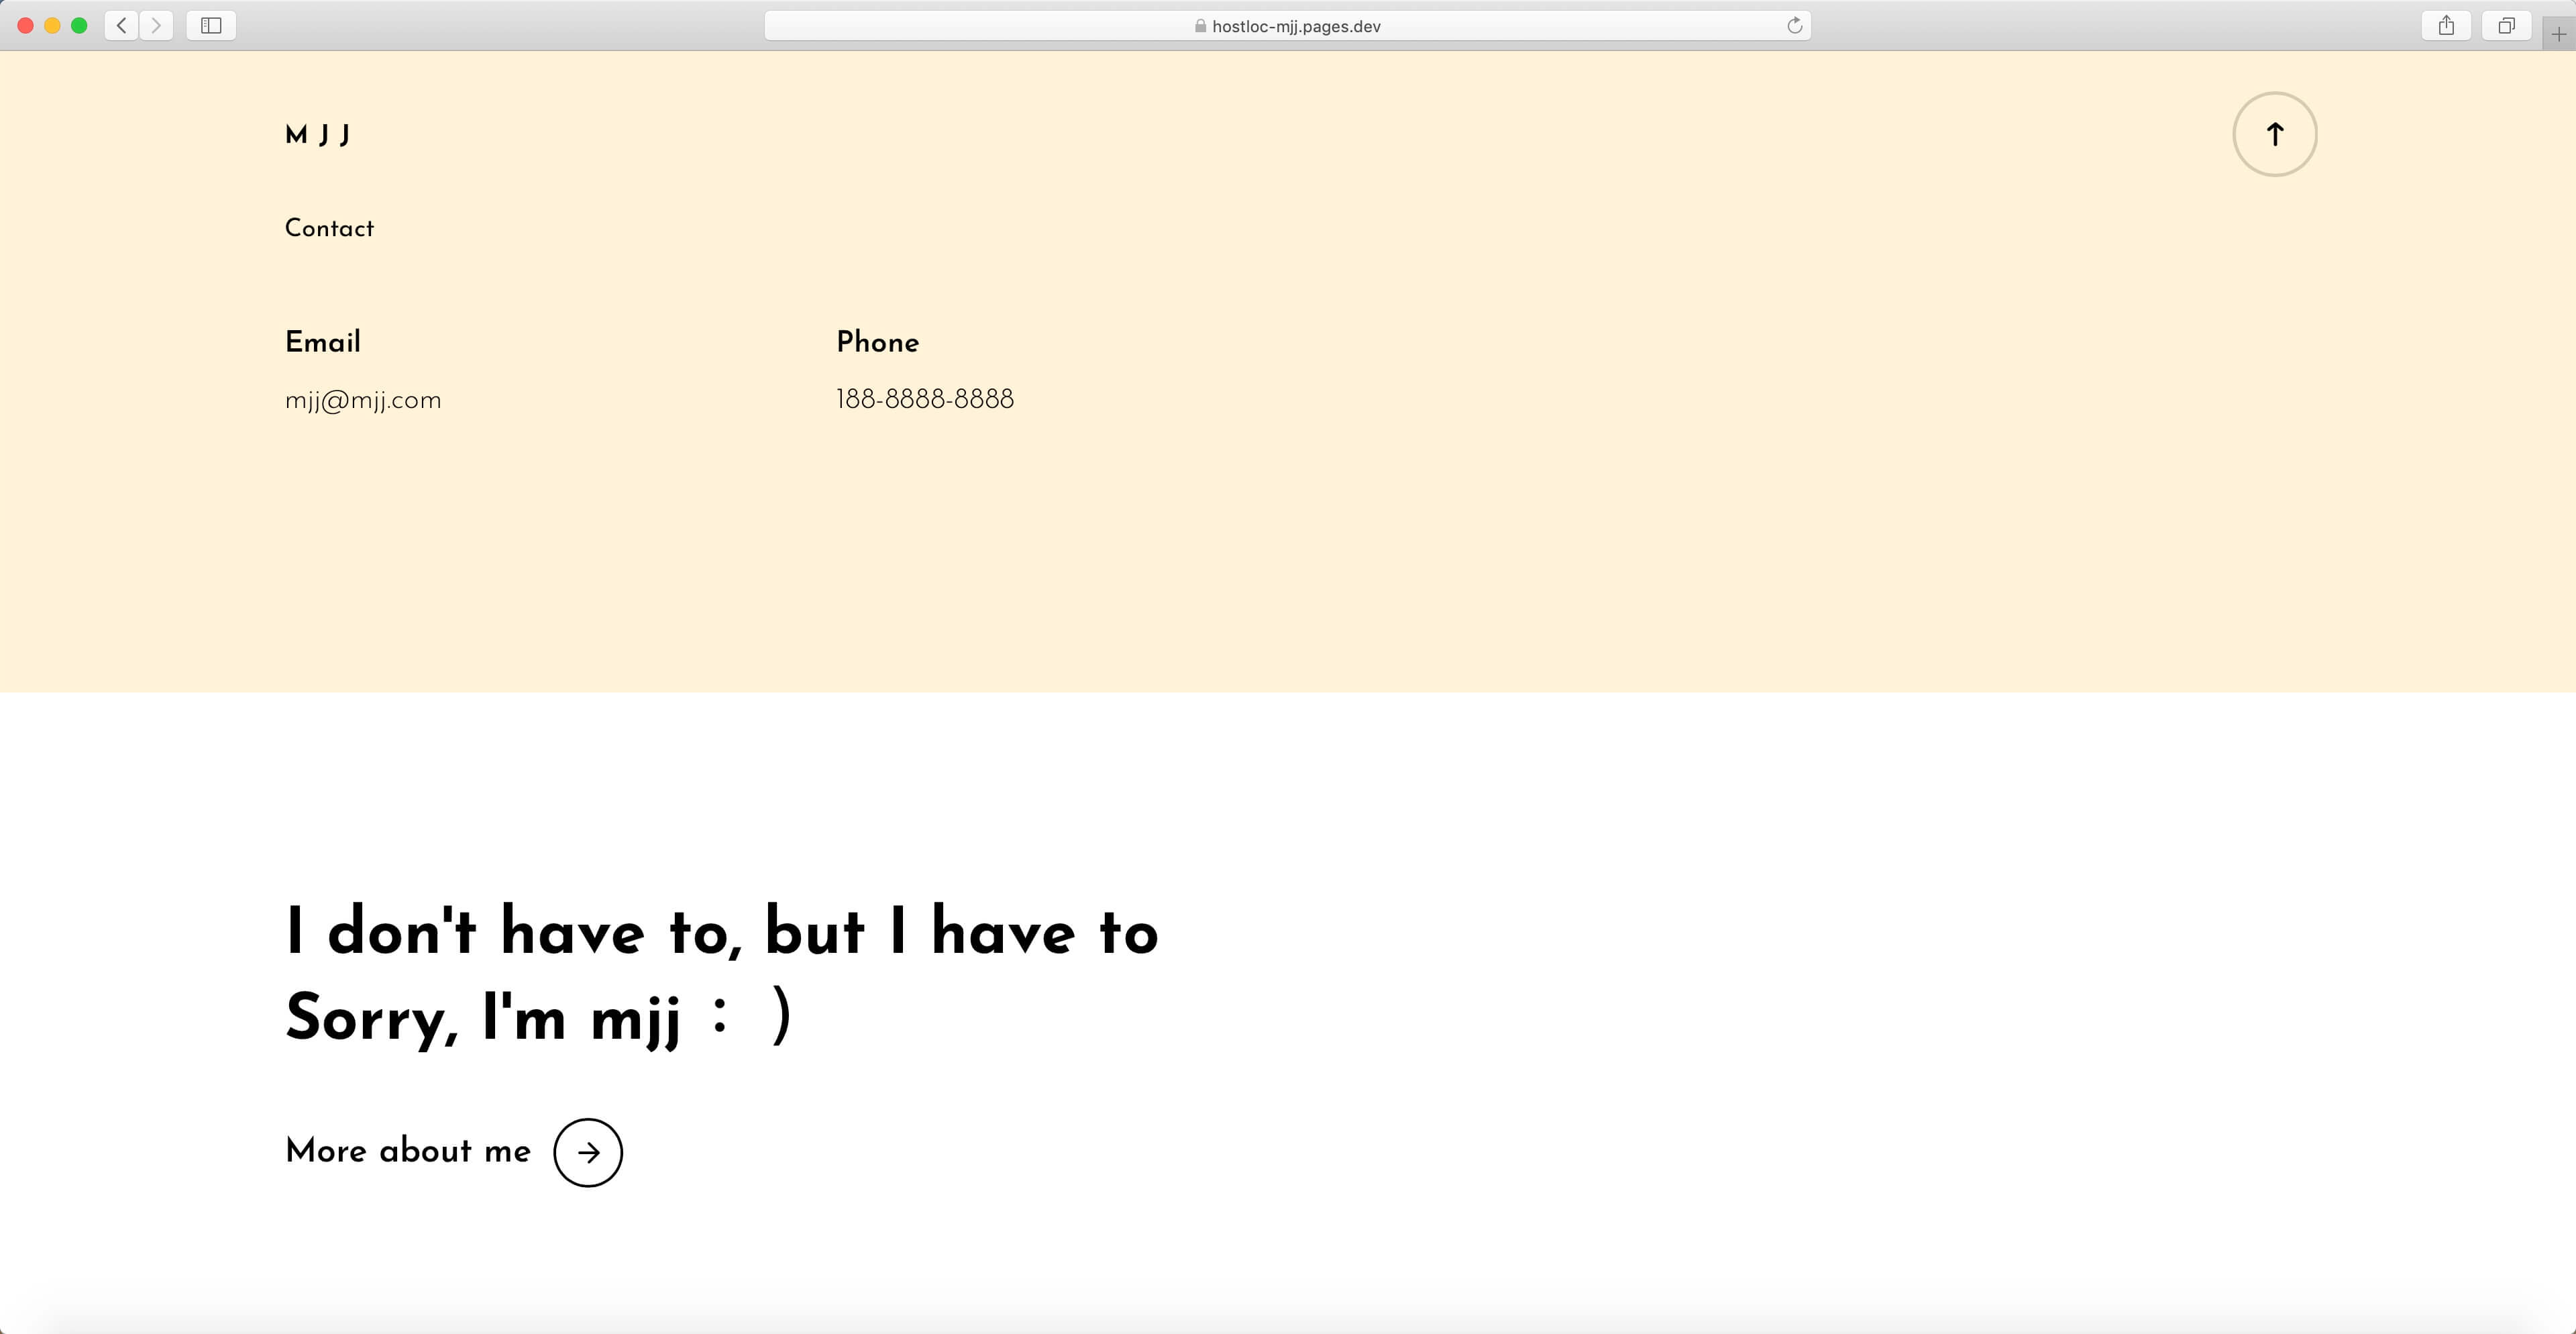 hostloc-mjj.pages.dev
M J J
Contact
Email
Phone
mjj@mjj.com
188-8888-8888
I don't have to, but I have to
Sorry, I'm mjj：)
More about me